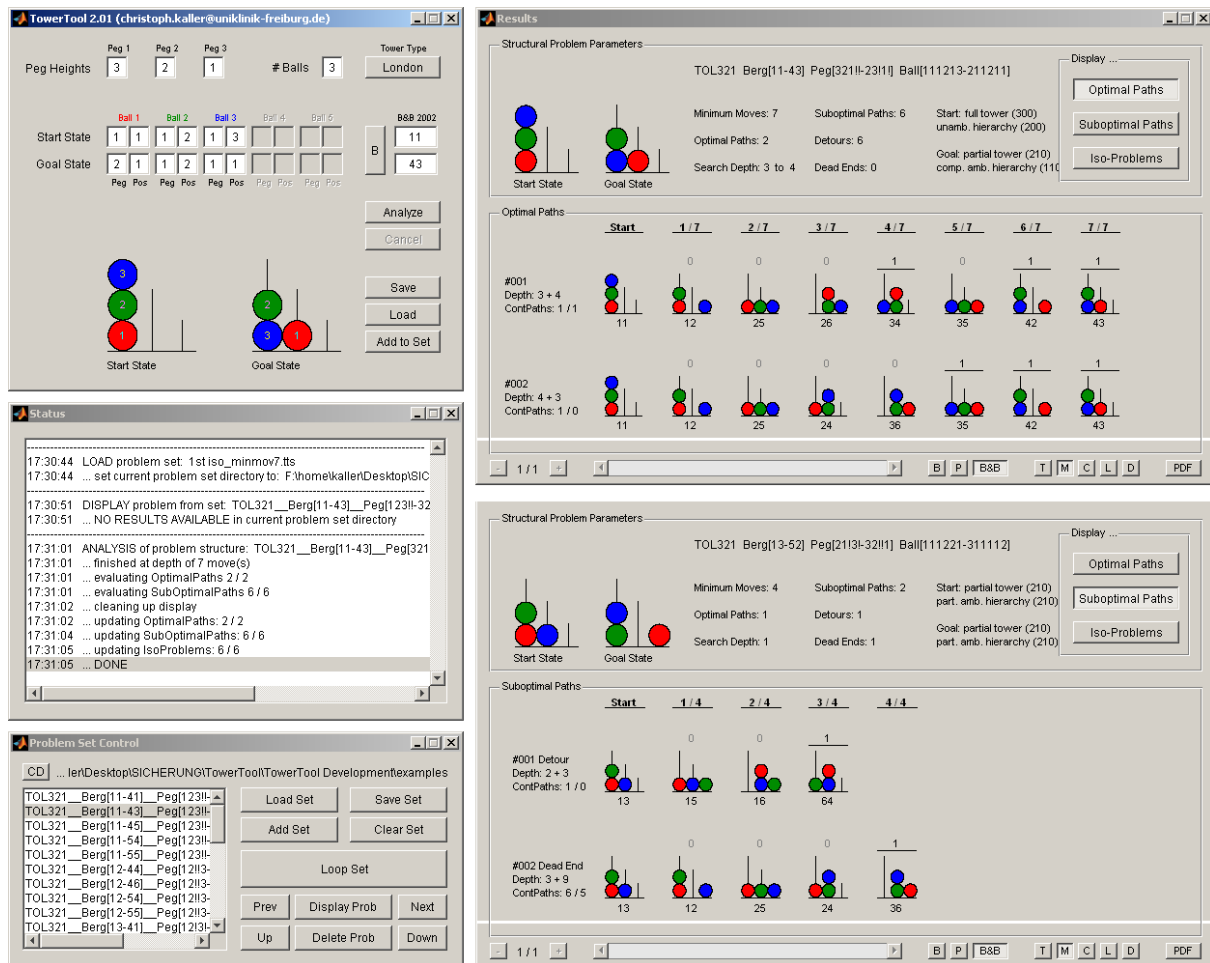 TowerTool 2.01 (christoph.kaller@uniklinik-freiburg.de)
Peg 1 Peg 2 Peg 3 Tower Type
Peg Heights 3 2 1 # Balls 3 London
Ball 1 Ball 2 Ball 3 Ball 4 Ball 5 B&B 2002
Start State 1 1 1 2 1 3 11
B
Goal State 2 1 1 2 1 1 43
Peg Pos Peg Pos Peg Pos Peg Pos Peg Pos
Analyze
Cancel
Save
Load
Add to Set
3
2
1
2
3 1
Start State Goal State
Status
17:30:44 LOAD problem set: 1st iso_minmov7.tts
17:30:44 ... set current problem set directory to: F:\home\kaller\Desktop\SIC
17:30:51 DISPLAY problem from set: TOL321__Berg[11-43]__Peg[123!!-32
17:30:51 ... NO RESULTS AVAILABLE in current problem set directory
17:31:01 ANALYSIS of problem structure: TOL321__Berg[11-43]__Peg[321
17:31:01 ... finished at depth of 7 move(s)
17:31:01 ... evaluating OptimalPaths 2 / 2
17:31:01 ... evaluating SubOptimalPaths 6 / 6
17:31:02 ... cleaning up display
17:31:02 ... updating OptimalPaths: 2 / 2
17:31:04 ... updating SubOptimalPaths: 6 / 6
17:31:05 ... updating IsoProblems: 6 / 6
17:31:05 ... DONE
Problem Set Control
CD ... ler\Desktop\SICHERUNG\TowerTool\TowerTool Development\examples
TOL321__Berg[11-41]__Peg[123!!-
TOL321__Berg[11-43]__Peg[123!!-
TOL321__Berg[11-45]__Peg[123!!-
TOL321__Berg[11-54]__Peg[123!!-
TOL321__Berg[11-55]__Peg[123!!-
TOL321__Berg[12-44]__Peg[12!!3-
TOL321__Berg[12-46]__Peg[12!!3-
TOL321__Berg[12-54]__Peg[12!!3-
TOL321__Berg[12-55]__Peg[12!!3-
TOL321__Berg[13-41]__Peg[12!3!-
Load Set Save Set
Add Set Clear Set
Loop Set
Prev Display Prob Next
Up Delete Prob Down
Results
Structural Problem Parameters
TOL321 Berg[11-43] Peg[321!!-23!1!] Ball[111213-211211]
Minimum Moves: 7 Suboptimal Paths: 6 Start: full tower (300)
unamb. hierarchy (200)
Optimal Paths: 2 Detours: 6
Goal: partial tower (210)
Search Depth: 3 to 4 Dead Ends: 0 comp. amb. hierarchy (110
Start State Goal State
Display ...
Optimal Paths
Suboptimal Paths
Iso-Problems
Optimal Paths
Start 1 / 7 2 / 7 3 / 7 4 / 7 5 / 7 6 / 7 7 / 7
0 0 0 1 0 1 1
#001
Depth: 3 + 4
ContPaths: 1 / 1
11 12 25 26 34 35 42 43
0 0 0 0 1 1 1
#002
Depth: 4 + 3
ContPaths: 1 / 0
11 12 25 24 36 35 42 43
- 1 / 1 + B P B&B T M C L D PDF
Structural Problem Parameters
TOL321 Berg[13-52] Peg[21!3!-32!!1] Ball[111221-311112]
Minimum Moves: 4 Suboptimal Paths: 2 Start: partial tower (210)
part. amb. hierarchy (210)
Optimal Paths: 1 Detours: 1
Goal: partial tower (210)
Search Depth: 1 Dead Ends: 1 part. amb. hierarchy (210)
Start State Goal State
Display ...
Optimal Paths
Suboptimal Paths
Iso-Problems
Suboptimal Paths
Start 1 / 4 2 / 4 3 / 4 4 / 4
0 0 1
#001 Detour
Depth: 2 + 3
ContPaths: 1 / 0
13 15 16 64
0 0 0 1
#002 Dead End
Depth: 3 + 9
ContPaths: 6 / 5
13 12 25 24 36
- 1 / 1 + B P B&B T M C L D PDF